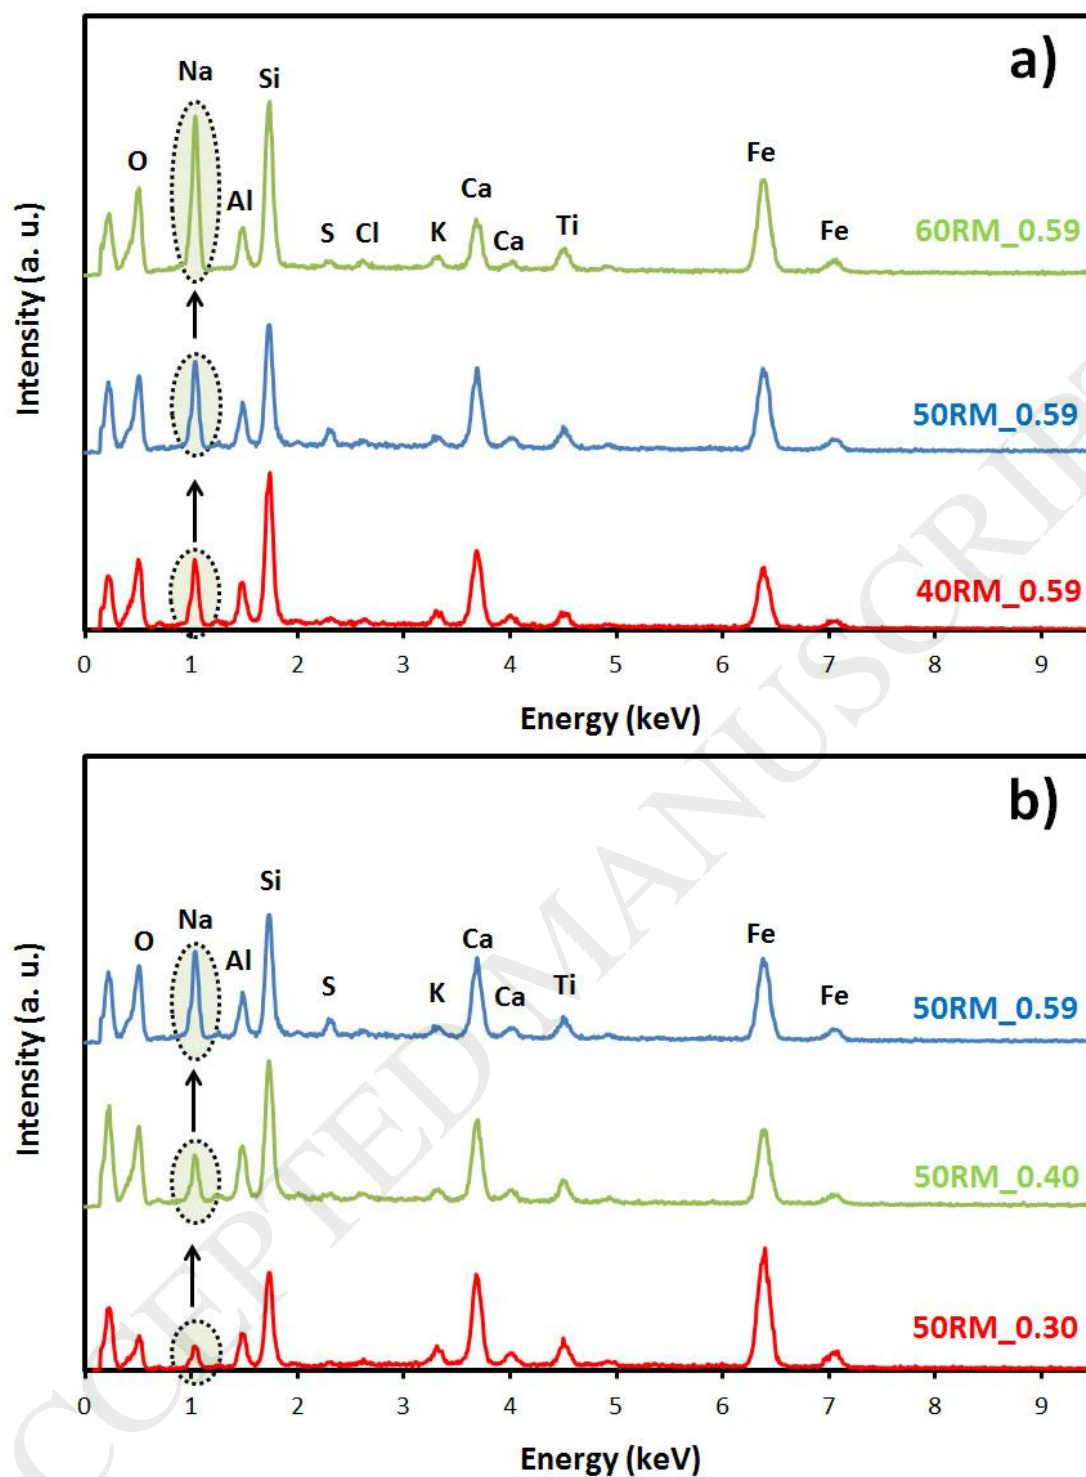 a)
Na
Si
O
Al
S
Cl
K
Ca
Ca
Ti
Fe
Fe
60RM_0.59
50RM_0.59
40RM_0.59
Intensity (a. u.)
0 1 2 3 4 5 6 7 8 9
Energy (keV)
b)
Si
O
Na
Al
S
K
Ca
Ca
Ti
Fe
Fe
50RM_0.59
50RM_0.40
50RM_0.30
Intensity (a. u.)
0 1 2 3 4 5 6 7 8 9
Energy (keV)
CCEPTED MANUSCRIPT